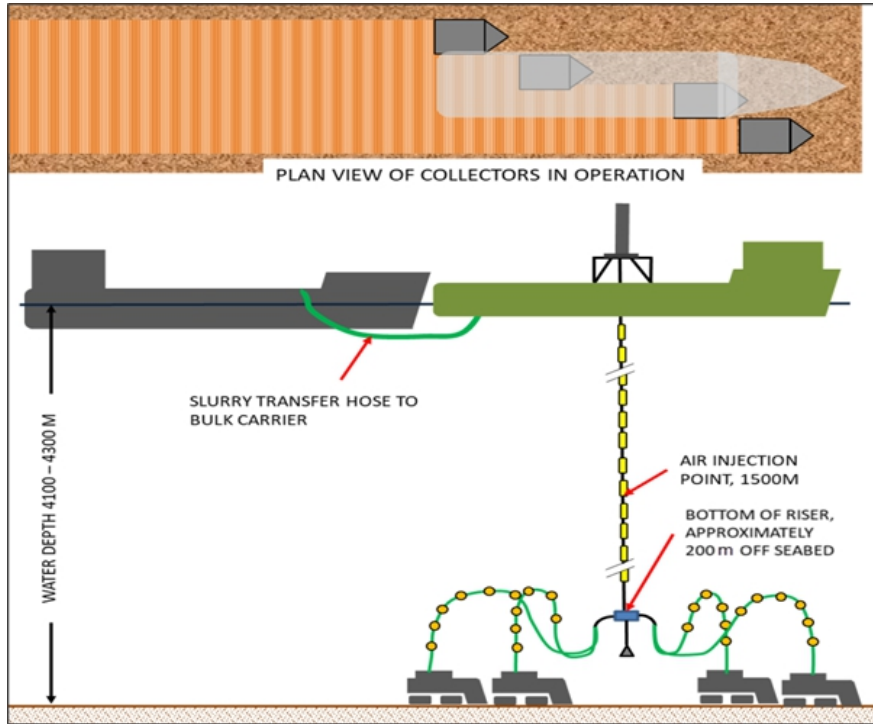 PLAN VIEW OF COLLECTORS IN OPERATION
SLURRY TRANSFER HOSE TO
BULK CARRIER
WATER DEPTH 4100 – 4300 M
AIR INJECTION
POINT, 1500M
BOTTOM OF RISER,
APPROXIMATELY
200 m OFF SEABED